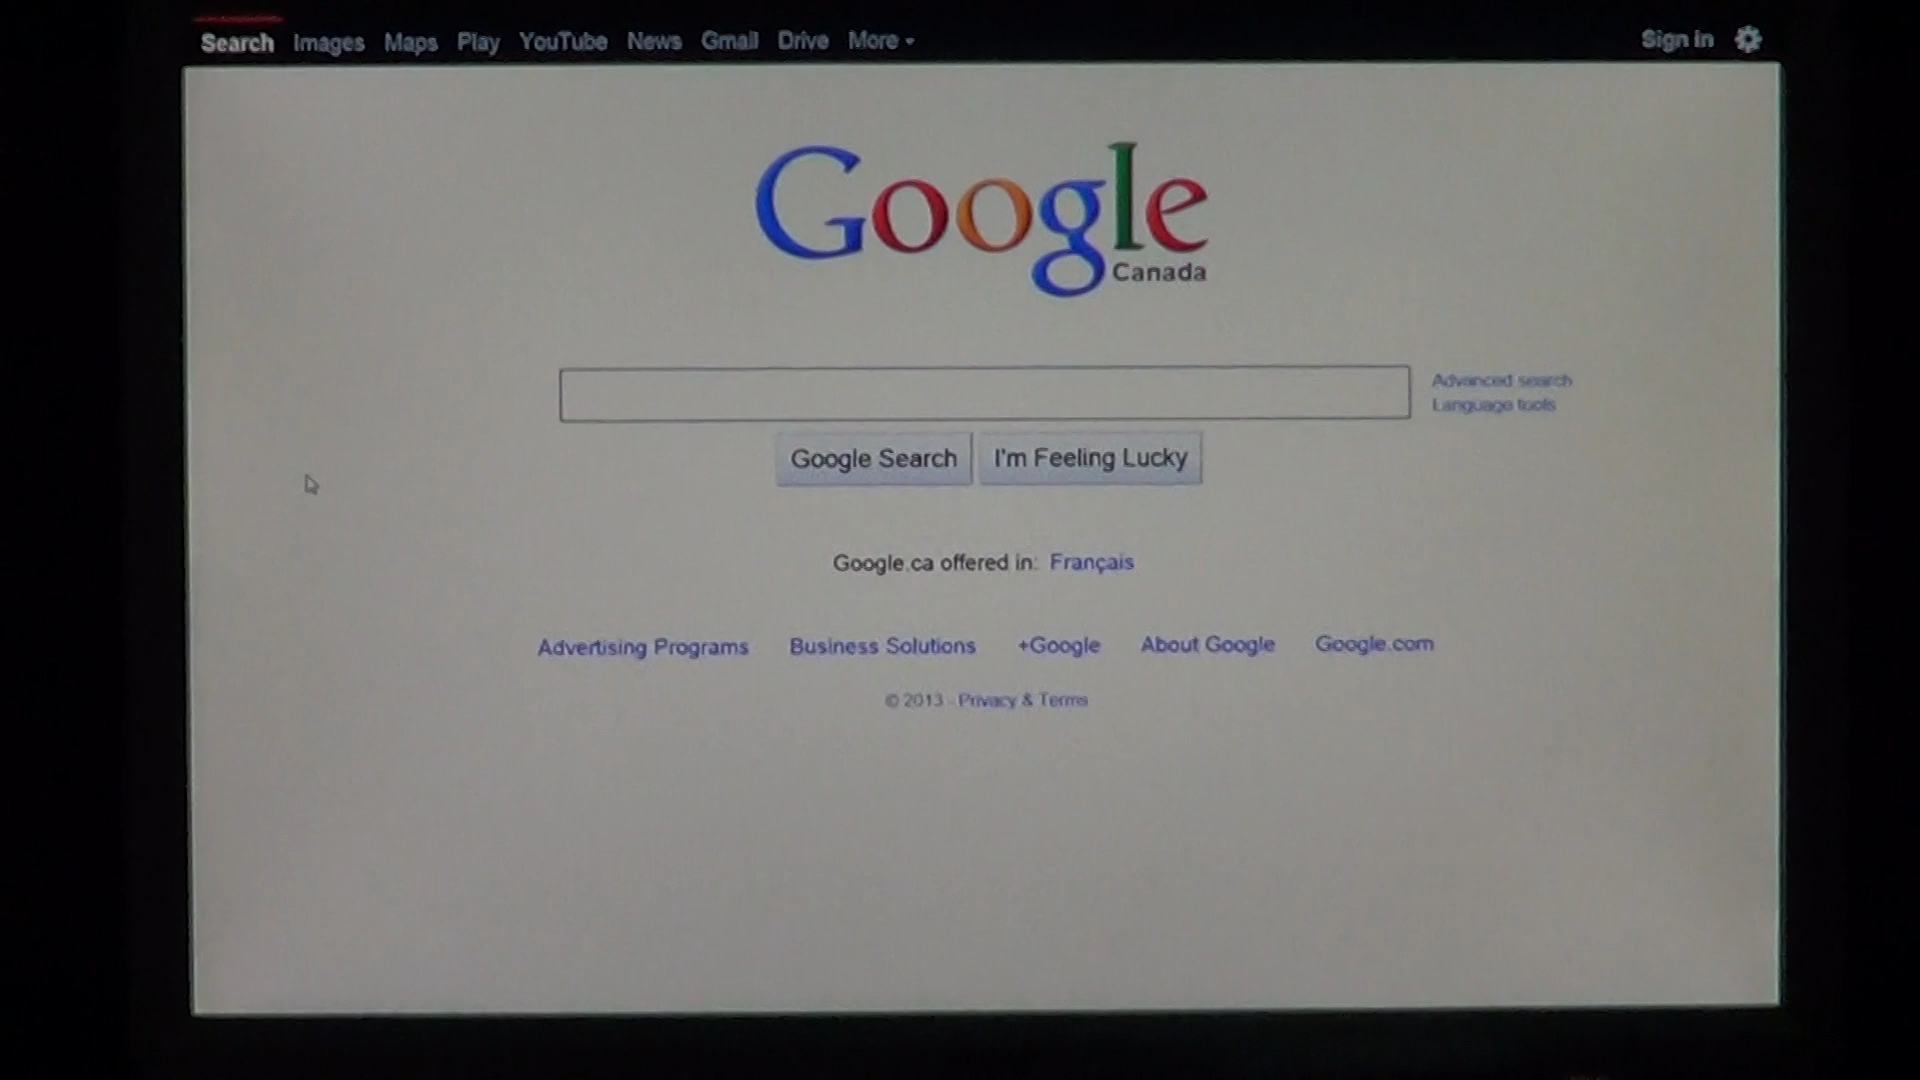 Search Images Maps Play YouTube News Gmail Drive More
Sign in
Google
Canada
Advanced search
Language tools
Google Search
I'm Feeling Lucky
Google.ca offered in: Français
Advertising Programs Business Solutions +Google About Google Google.com
© 2013 - Privacy & Terms